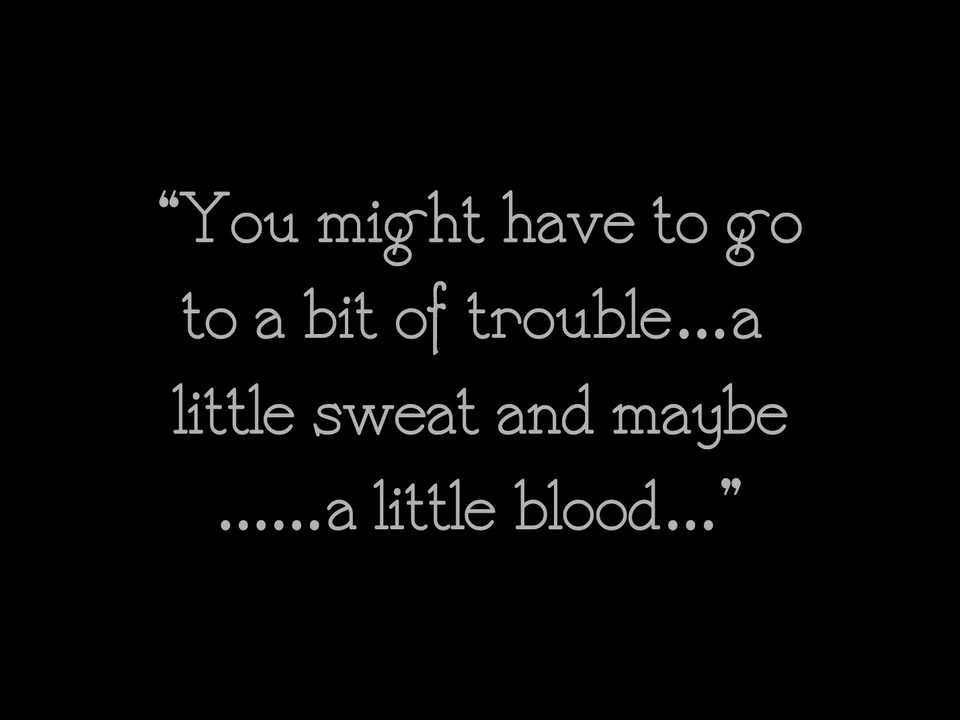 “You might have to go
to a bit of trouble...a
little sweat and maybe
......a little blood...”